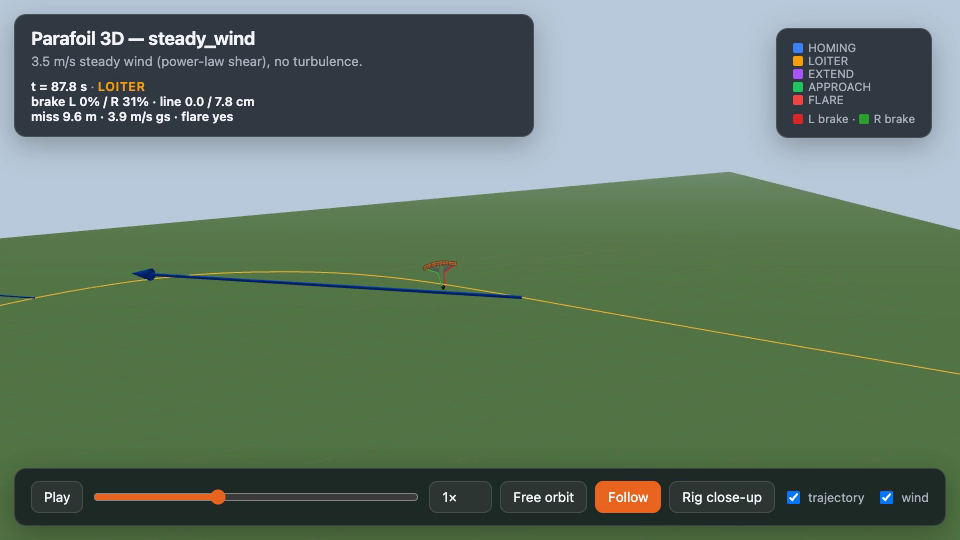 Parafoil 3D — steady_wind
3.5 m/s steady wind (power-law shear), no turbulence.
t = 87.8 s · LOITER
brake L 0% / R 31% · line 0.0 / 7.8 cm
miss 9.6 m · 3.9 m/s gs · flare yes
HOMING
LOITER
EXTEND
APPROACH
FLARE
L brake · R brake
Play
1×
Free orbit
Follow
Rig close-up
trajectory
wind